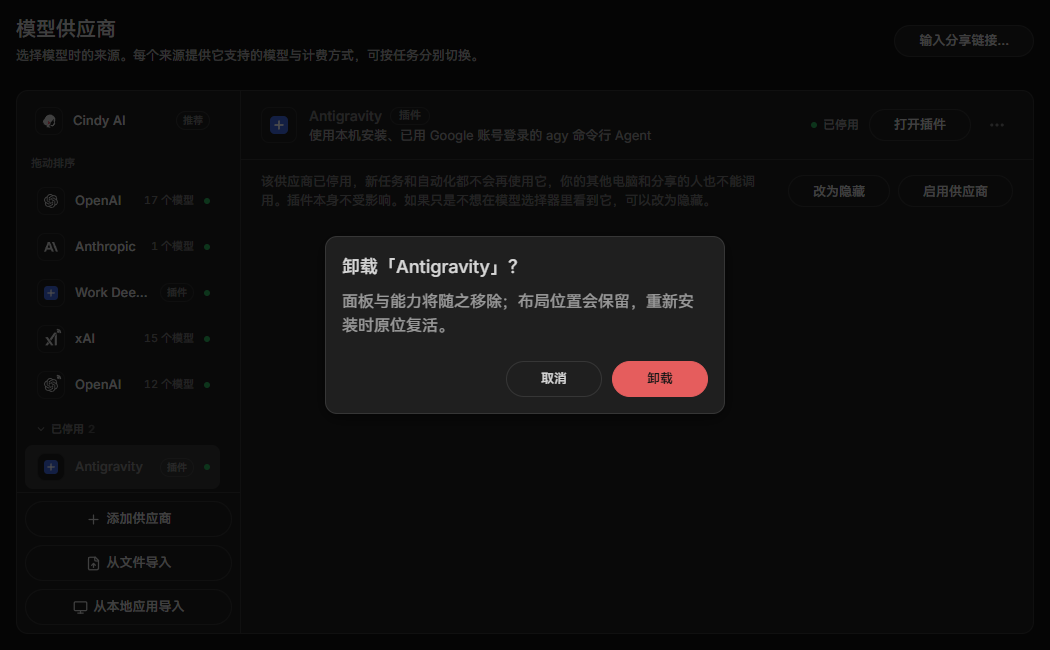 模型供应商
选择模型时的来源。每个来源提供它支持的模型与计费方式，可按任务分别切换。
输入分享链接...
Cindy AI 推荐
拖动排序
OpenAI 17 个模型
Anthropic 1 个模型
Work Dee... 插件
xAI 15 个模型
OpenAI 12 个模型
已停用 2
Antigravity 插件
添加供应商
从文件导入
从本地应用导入
Antigravity 插件
使用本机安装、已用 Google 账号登录的 agy 命令行 Agent
已停用 打开插件
该供应商已停用，新任务和自动化都不会再使用它，你的其他电脑和分享的人也不能调
用。插件本身不受影响。如果只是不想在模型选择器里看到它，可以改为隐藏。
改为隐藏 启用供应商
卸载「Antigravity」?
面板与能力将随之移除；布局位置会保留，重新安
装时原位复活。
取消 卸载